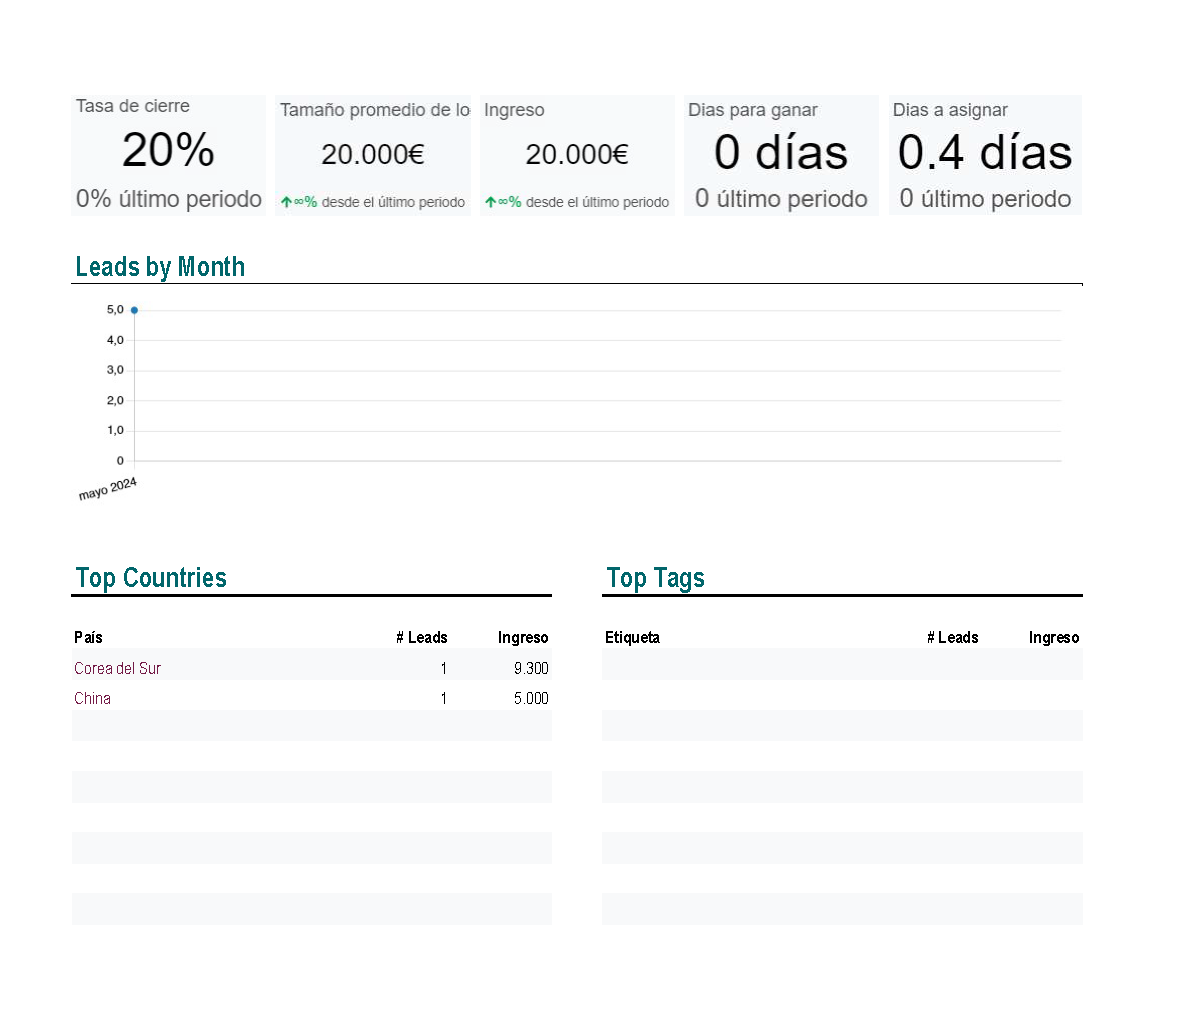 Tasa de cierre
20%
0% último periodo
Tamaño promedio de lo
20.000€
↑∞% desde el último periodo
Ingreso
20.000€
↑∞% desde el último periodo
Dias para ganar
0 días
0 último periodo
Dias a asignar
0.4 días
0 último periodo
Leads by Month
5,0
4,0
3,0
2,0
1,0
0
mayo 2024
Top Countries
País # Leads Ingreso
Corea del Sur 1 9.300
China 1 5.000
Top Tags
Etiqueta # Leads Ingreso